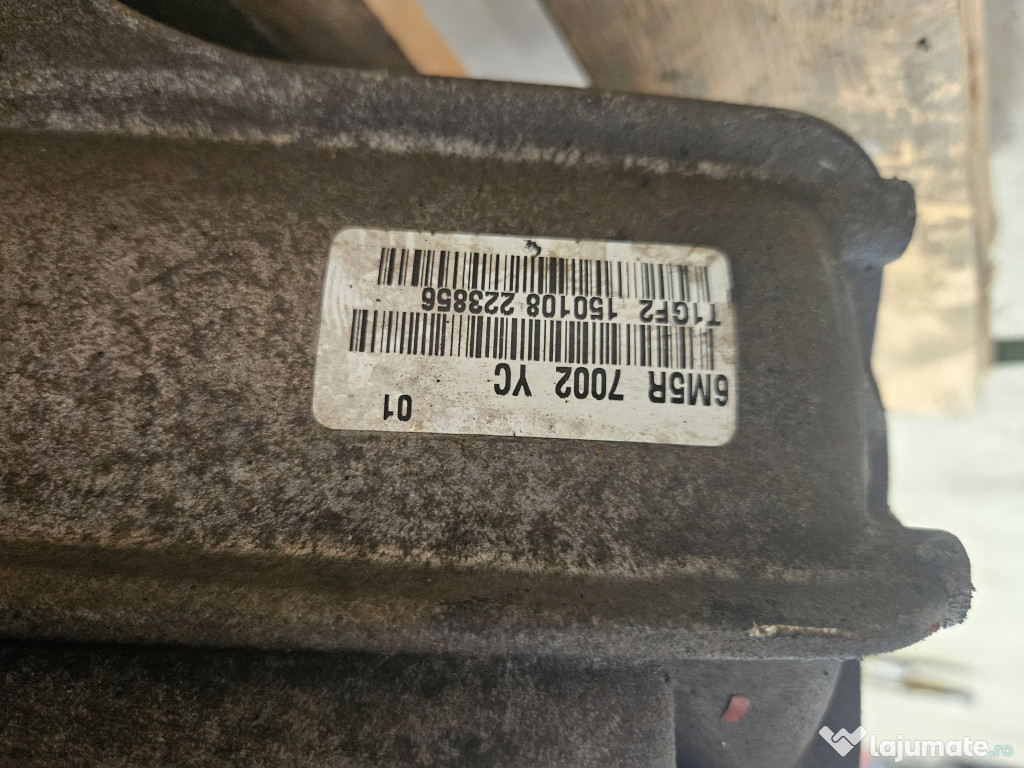 01
6M5R 7002 YC
T1GF2 150108 223856
lajumate.ro